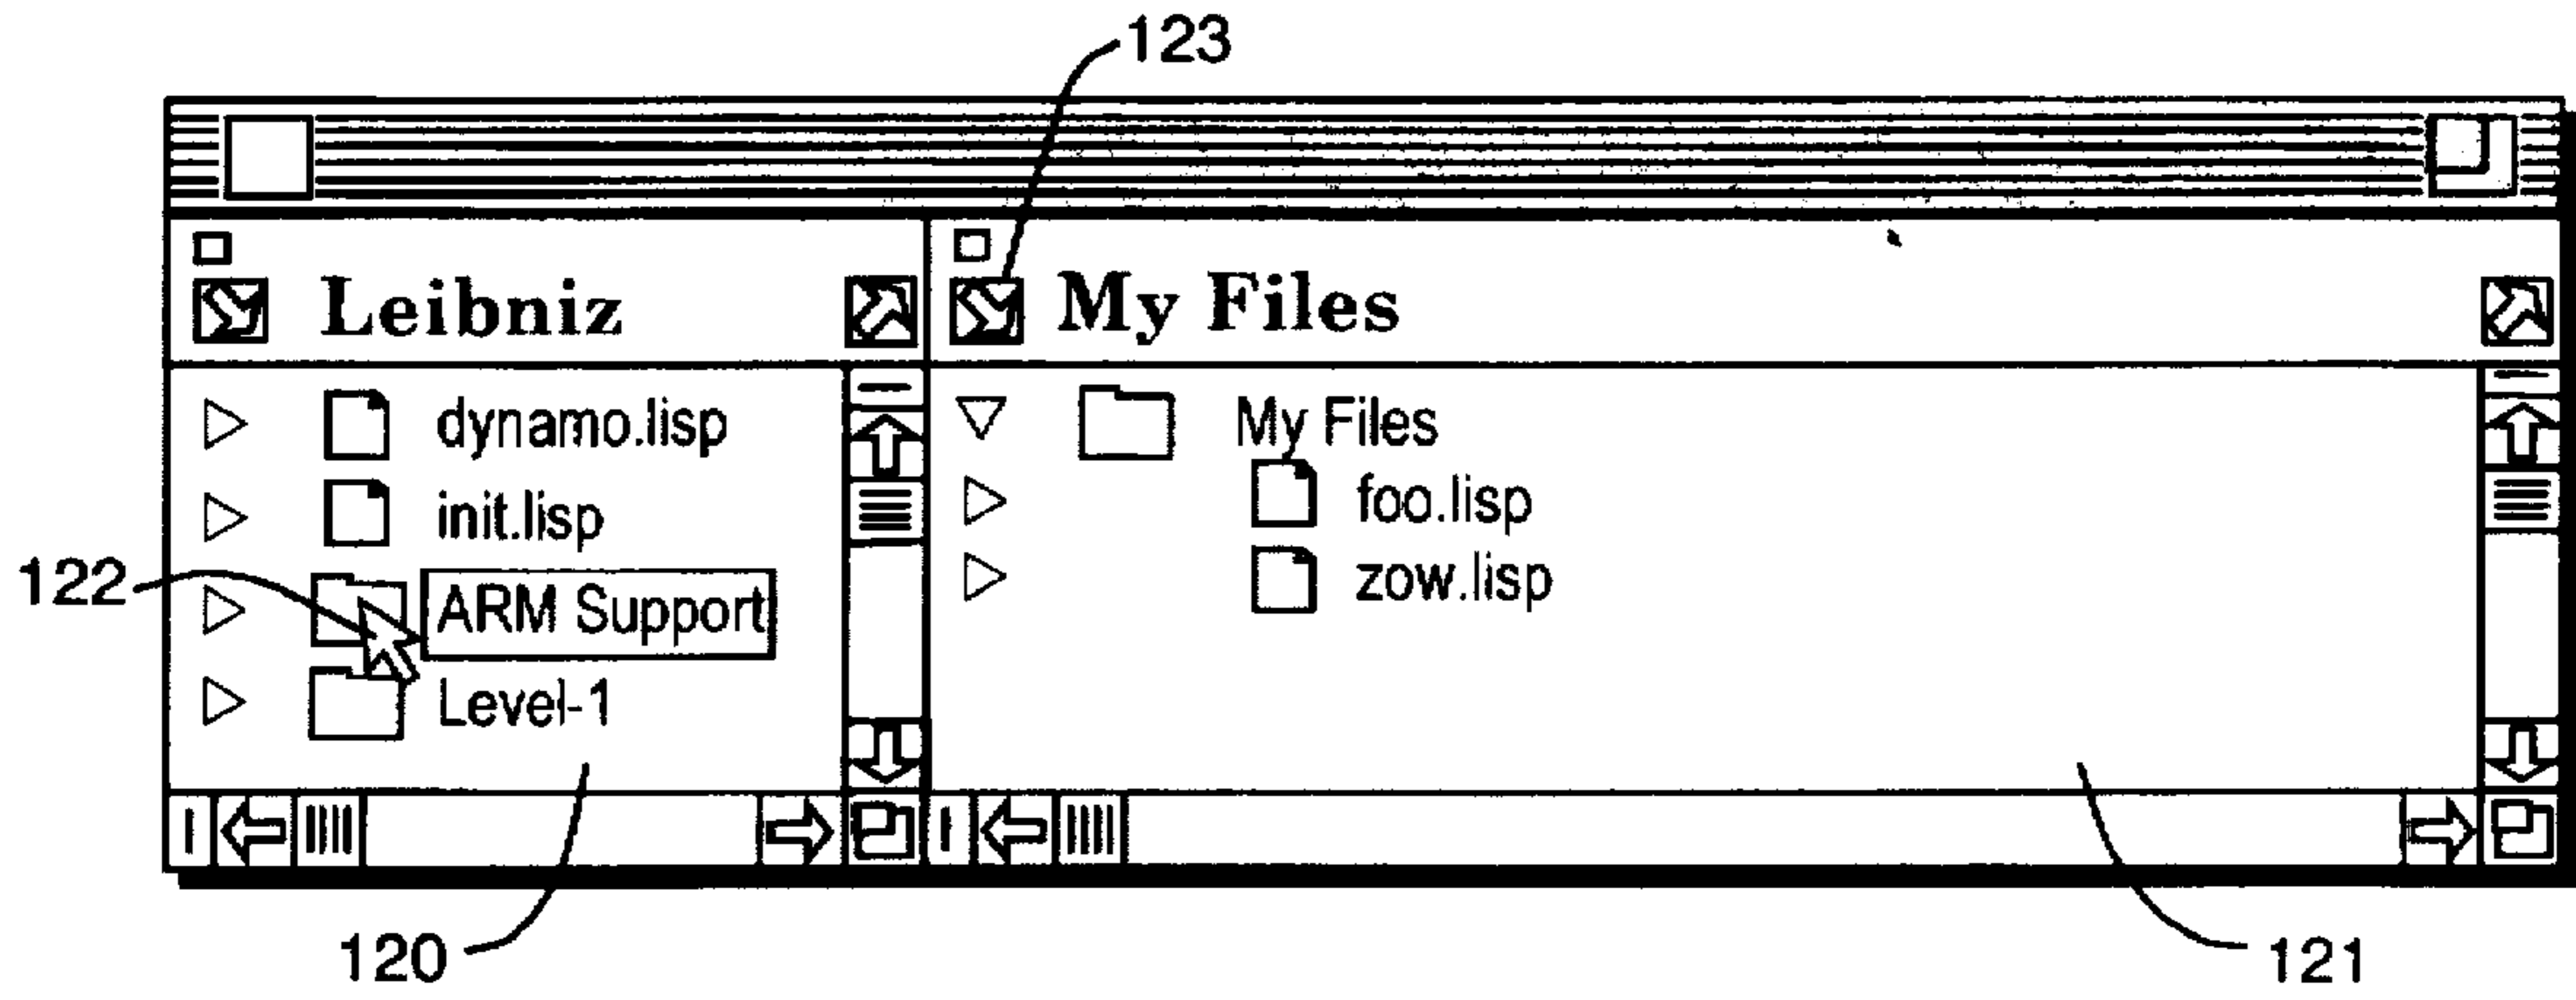 123
Leibniz
My Files
dynamo.lisp
init.lisp
ARM Support
Level-1
My Files
foo.lisp
zow.lisp
122
120
121